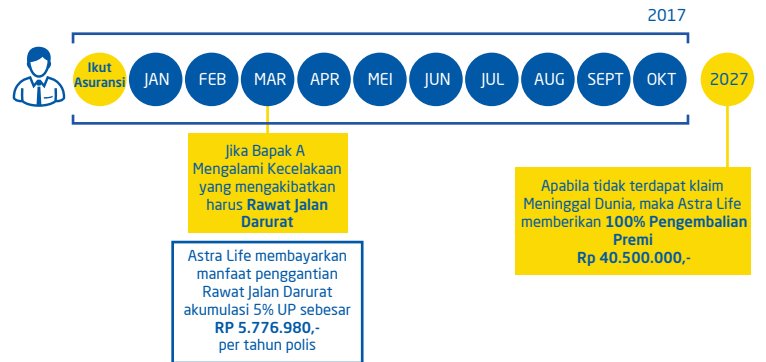 2017
Ikut
Asuransi
JAN
FEB
MAR
APR
MEI
JUN
JUL
AUG
SEPT
OKT
2027
Jika Bapak A
Mengalami Kecelakaan
yang mengakibatkan
harus Rawat Jalan
Darurat
Astra Life membayarkan
manfaat penggantian
Rawat Jalan Darurat
akumulasi 5% UP sebesar
RP 5.776.980,-
per tahun polis
Apabila tidak terdapat klaim
Meninggal Dunia, maka Astra Life
memberikan 100% Pengembalian
Premi
Rp 40.500.000,-